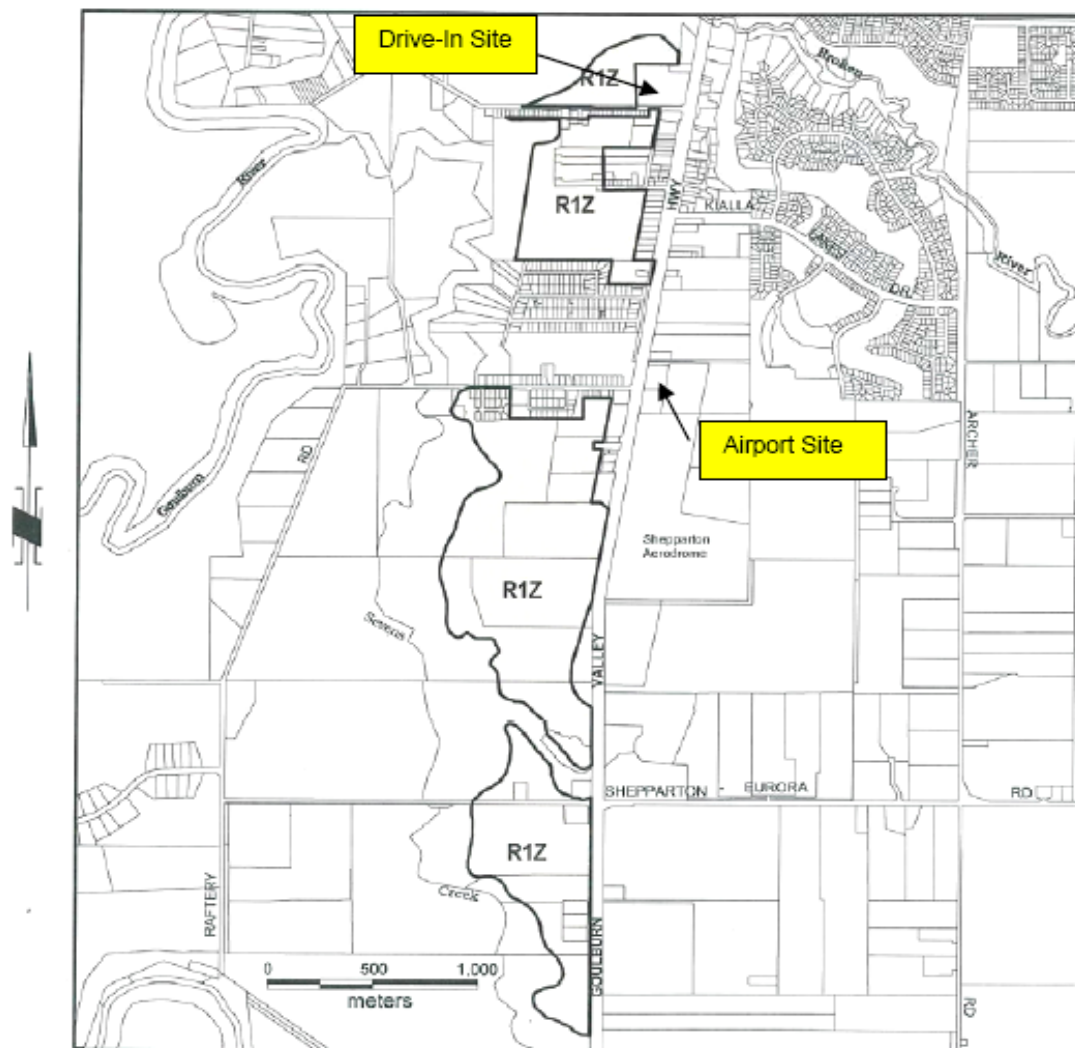 Drive-In Site
Broken
R1Z
River
HWY
KIALLA
R1Z
LAKES
River
DR
Airport Site
ARCHER
RD
Goulburn
Shepparton
Aerodrome
R1Z
Sevens
VALLEY
SHEPPARTON EURORA RD
R1Z
RAFTERY
Creek
GOULBURN
0 500 1,000
meters
RD